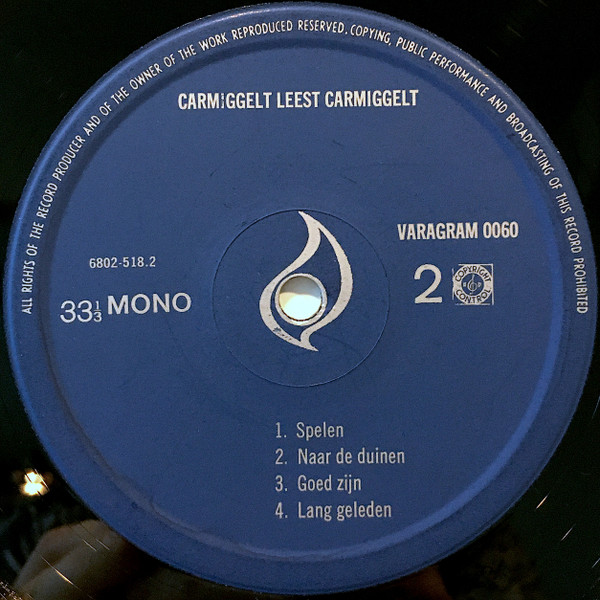 ALL RIGHTS OF THE RECORD PRODUCER AND OF THE OWNER OF THE WORK REPRODUCED RESERVED. COPYING, PUBLIC PERFORMANCE AND BROADCASTING OF THIS RECORD PROHIBITED
CARMIGGELT LEEST CARMIGGELT
VARAGRAM 0060
6802-518.2
33⅓ MONO
2
COPYRIGHT
CONTROL
1. Spelen
2. Naar de duinen
3. Goed zijn
4. Lang geleden